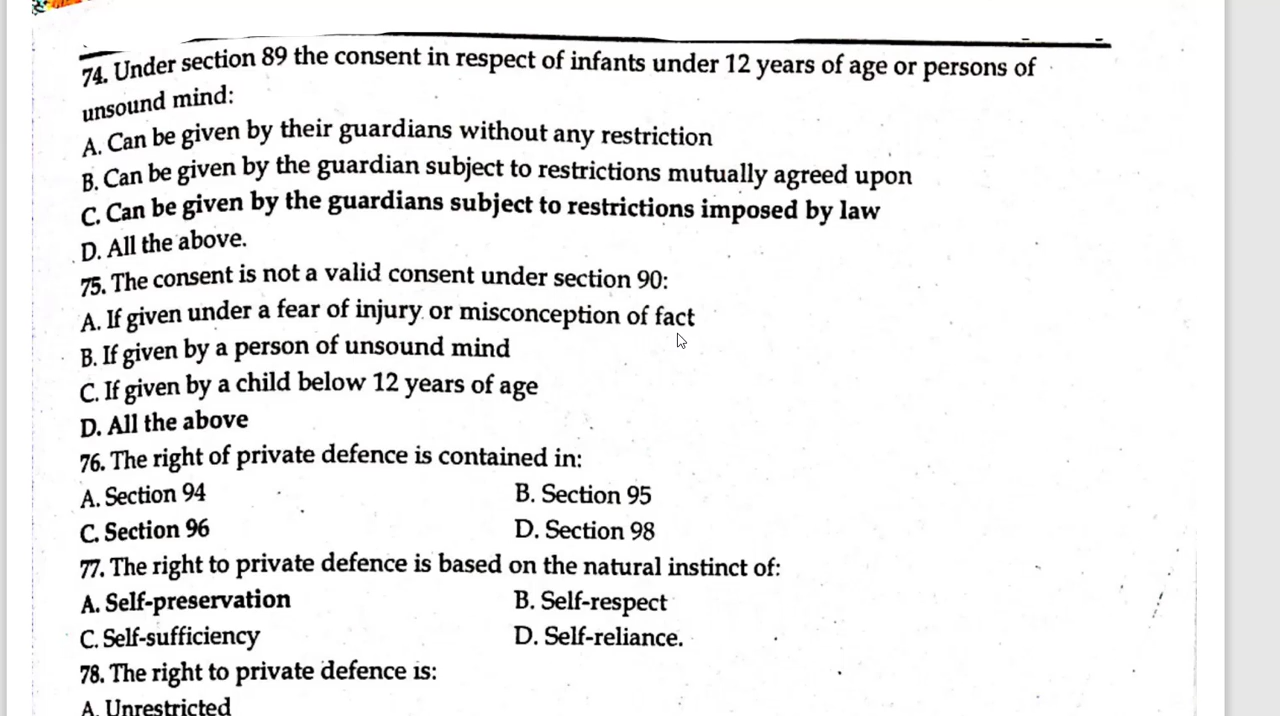 74. Under section 89 the consent in respect of infants under 12 years of age or persons of
unsound mind:
A. Can be given by their guardians without any restriction
B. Can be given by the guardian subject to restrictions mutually agreed upon
C. Can be given by the guardians subject to restrictions imposed by law
D. All the above.
75. The consent is not a valid consent under section 90:
A. If given under a fear of injury or misconception of fact
B. If given by a person of unsound mind
C. If given by a child below 12 years of age
D. All the above
76. The right of private defence is contained in:
A. Section 94 B. Section 95
C. Section 96 D. Section 98
77. The right to private defence is based on the natural instinct of:
A. Self-preservation B. Self-respect
C. Self-sufficiency D. Self-reliance.
78. The right to private defence is:
A. Unrestricted